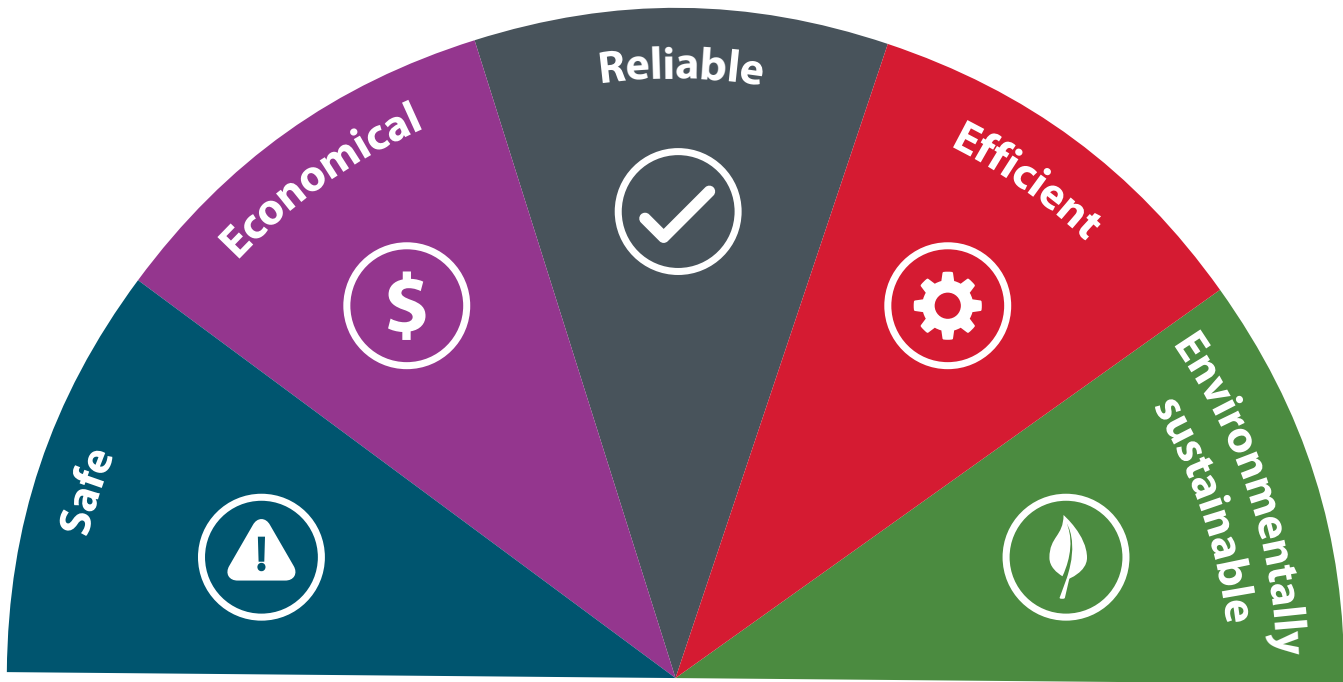 Safe
Economical
Reliable
Efficient
Environmentally
sustainable
$
!